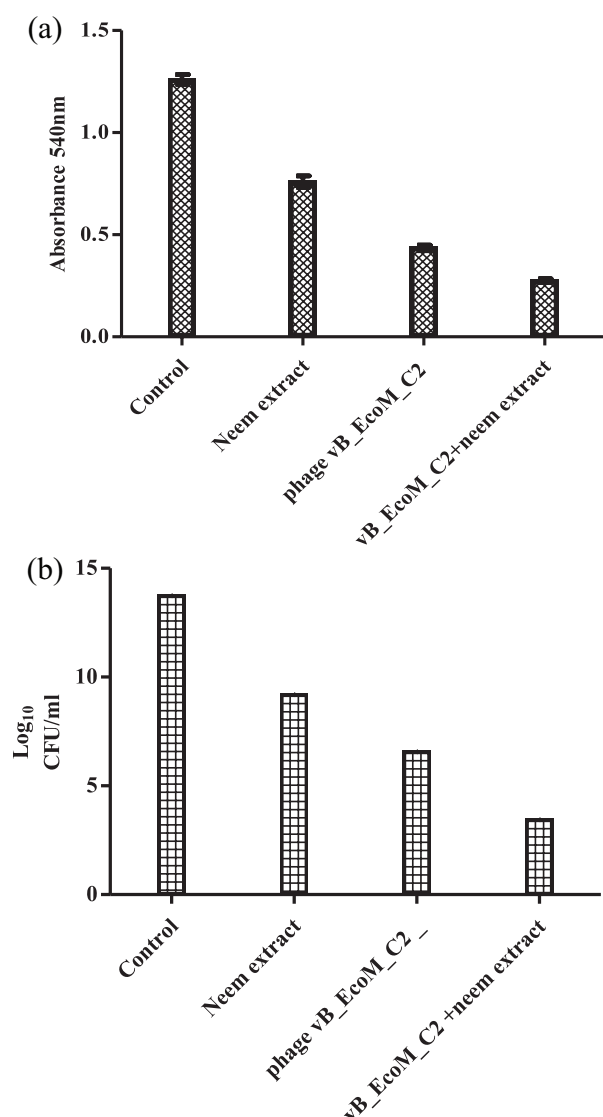 (a)
1.5
1.0
0.5
0.0
Absorbance 540nm
Control
Neem extract
phage vB_EcoM_C2
vB_EcoM_C2+neem extract
(b)
15
10
5
0
Log₁₀
CFU/ml
Control
Neem extract
phage vB_EcoM_C2 _
vB_EcoM_C2 +neem extract